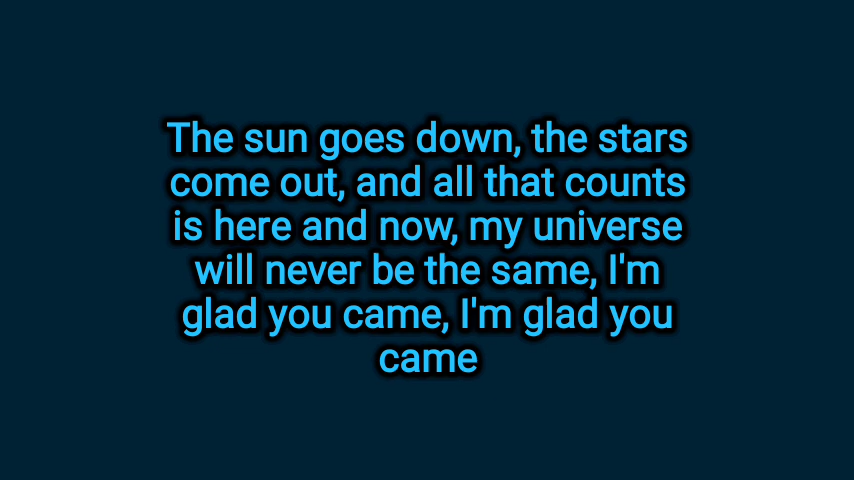 The sun goes down, the stars
come out, and all that counts
is here and now, my universe
will never be the same, I'm
glad you came, I'm glad you
came